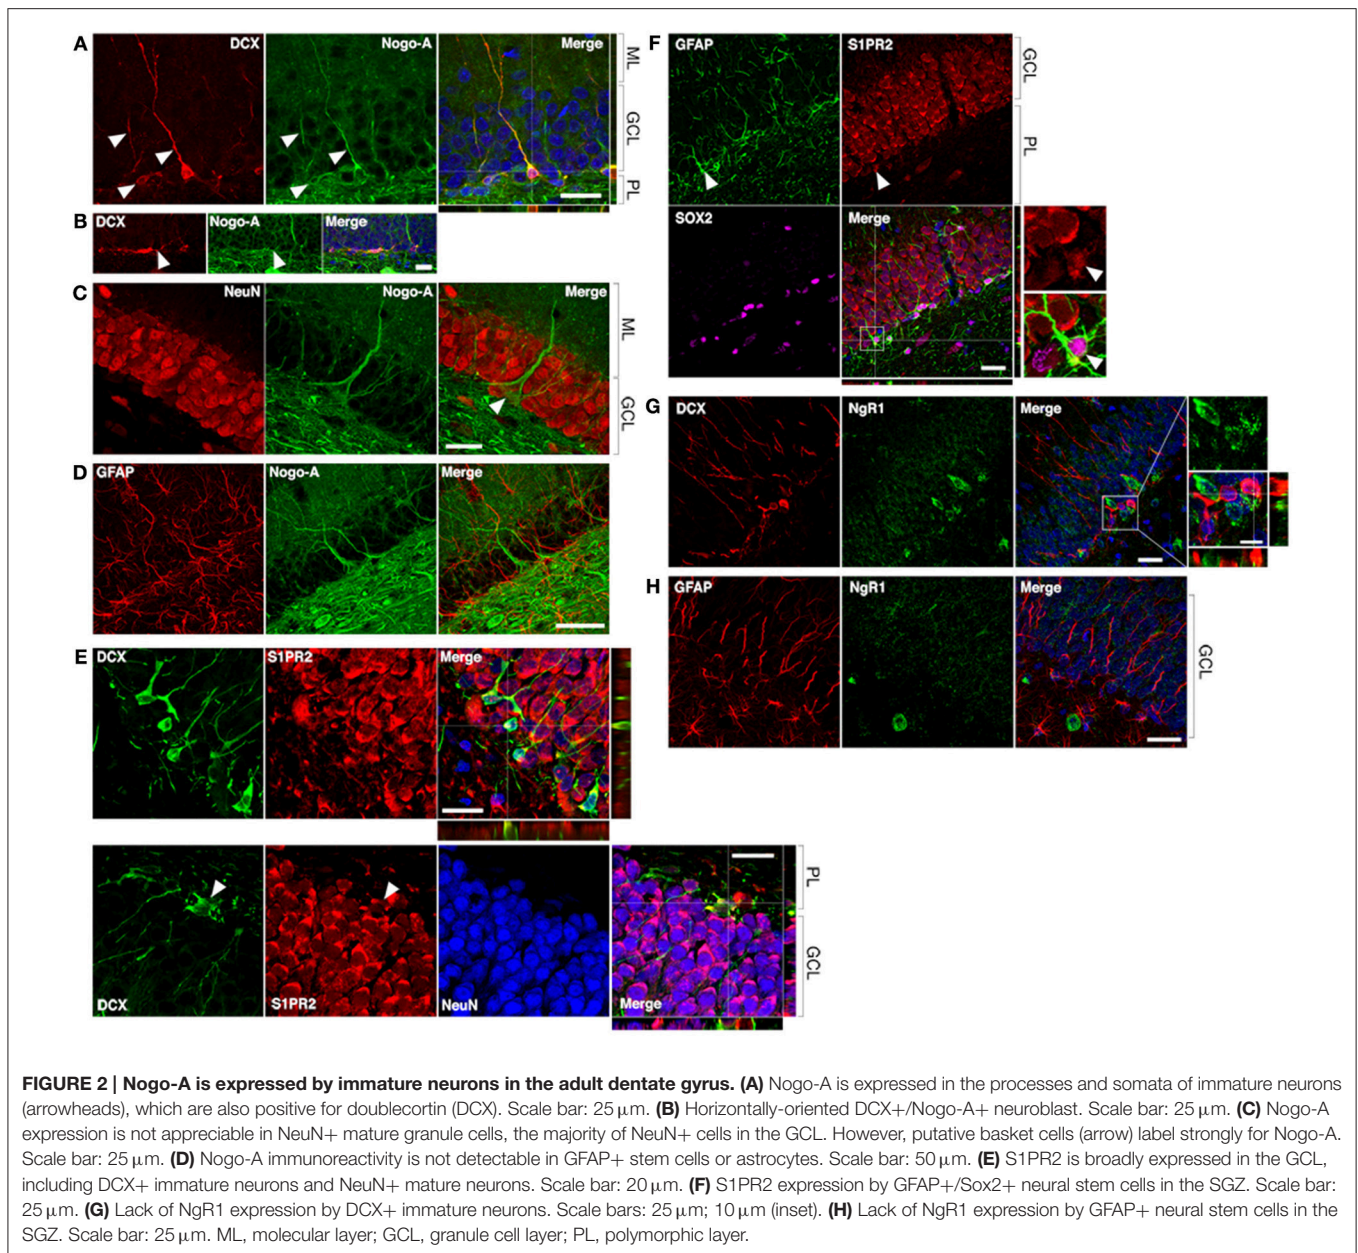 A
DCX
Nogo-A
Merge
ML
GCL
PL
B
DCX
Nogo-A
Merge
C
NeuN
Nogo-A
Merge
ML
GCL
D
GFAP
Nogo-A
Merge
E
DCX
S1PR2
Merge
DCX
S1PR2
NeuN
Merge
PL
GCL
F
GFAP
S1PR2
GCL
PL
SOX2
Merge
G
DCX
NgR1
Merge
H
GFAP
NgR1
Merge
GCL
FIGURE 2 | Nogo-A is expressed by immature neurons in the adult dentate gyrus. (A) Nogo-A is expressed in the processes and somata of immature neurons
(arrowheads), which are also positive for doublecortin (DCX). Scale bar: 25 µm. (B) Horizontally-oriented DCX+/Nogo-A+ neuroblast. Scale bar: 25 µm. (C) Nogo-A
expression is not appreciable in NeuN+ mature granule cells, the majority of NeuN+ cells in the GCL. However, putative basket cells (arrow) label strongly for Nogo-A.
Scale bar: 25 µm. (D) Nogo-A immunoreactivity is not detectable in GFAP+ stem cells or astrocytes. Scale bar: 50 µm. (E) S1PR2 is broadly expressed in the GCL,
including DCX+ immature neurons and NeuN+ mature neurons. Scale bar: 20 µm. (F) S1PR2 expression by GFAP+/Sox2+ neural stem cells in the SGZ. Scale bar:
25 µm. (G) Lack of NgR1 expression by DCX+ immature neurons. Scale bars: 25 µm; 10 µm (inset). (H) Lack of NgR1 expression by GFAP+ neural stem cells in the
SGZ. Scale bar: 25 µm. ML, molecular layer; GCL, granule cell layer; PL, polymorphic layer.